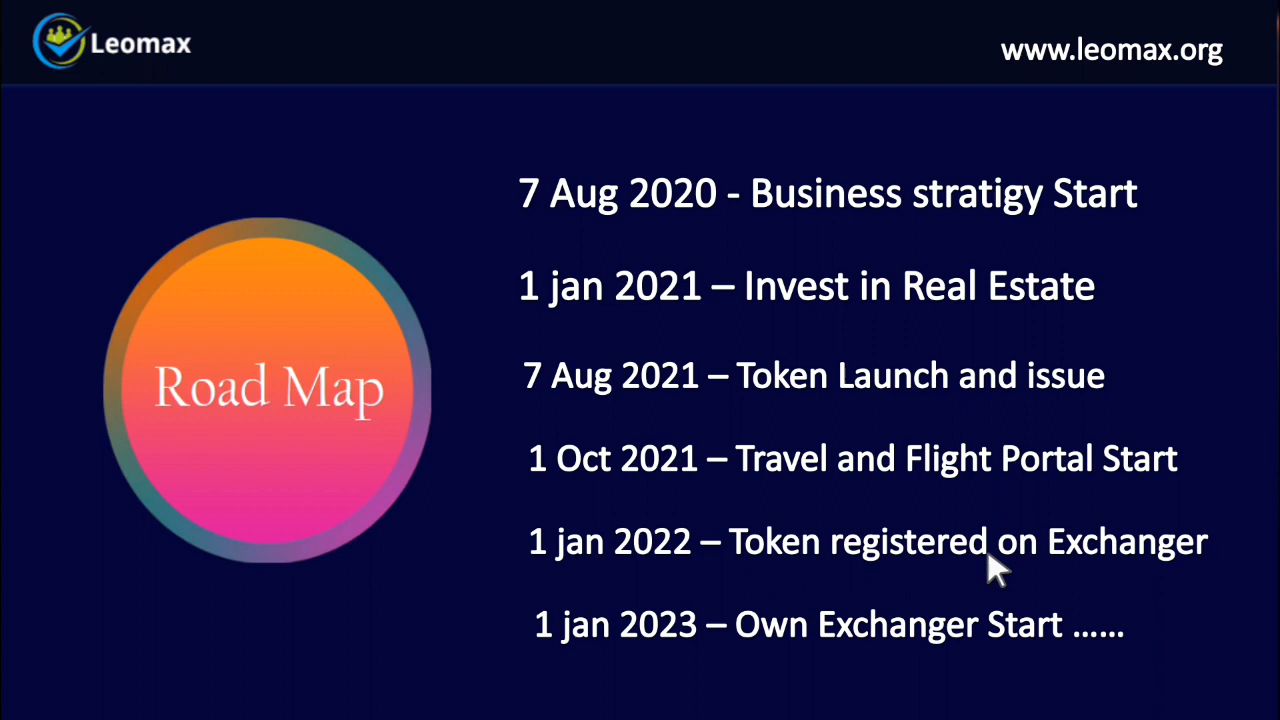 Leomax
www.leomax.org
7 Aug 2020 - Business stratigy Start
1 jan 2021 – Invest in Real Estate
7 Aug 2021 – Token Launch and issue
Road Map
1 Oct 2021 – Travel and Flight Portal Start
1 jan 2022 – Token registered on Exchanger
1 jan 2023 – Own Exchanger Start ......